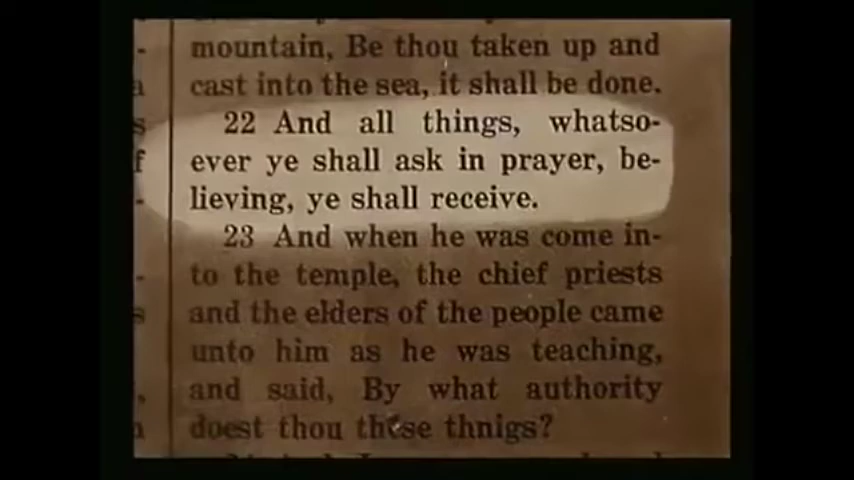 mountain, Be thou taken up and
cast into the sea, it shall be done.
22 And all things, whatso-
ever ye shall ask in prayer, be-
lieving, ye shall receive.
23 And when he was come in-
to the temple, the chief priests
and the elders of the people came
unto him as he was teaching,
and said, By what authority
doest thou these thnigs?